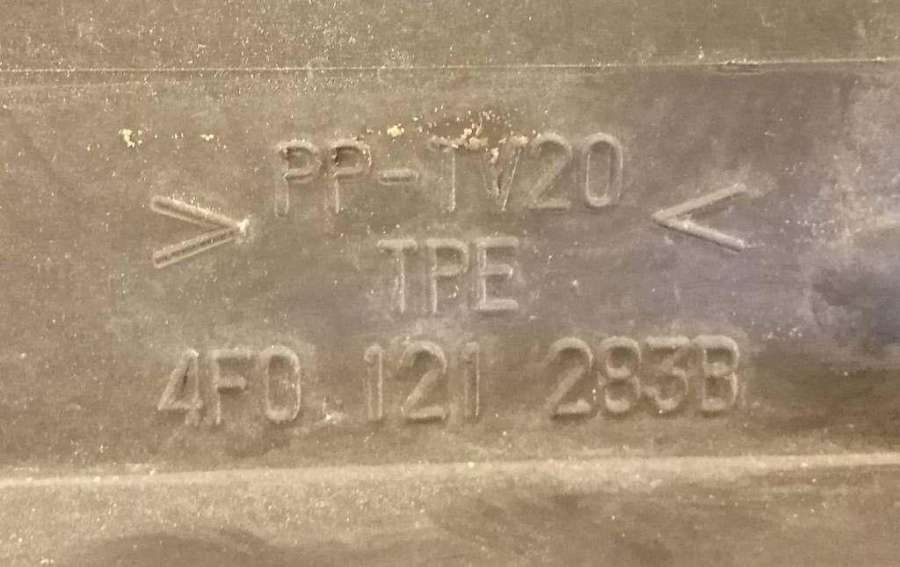 > PP-TV20 <
TPE
4F0 121 283B